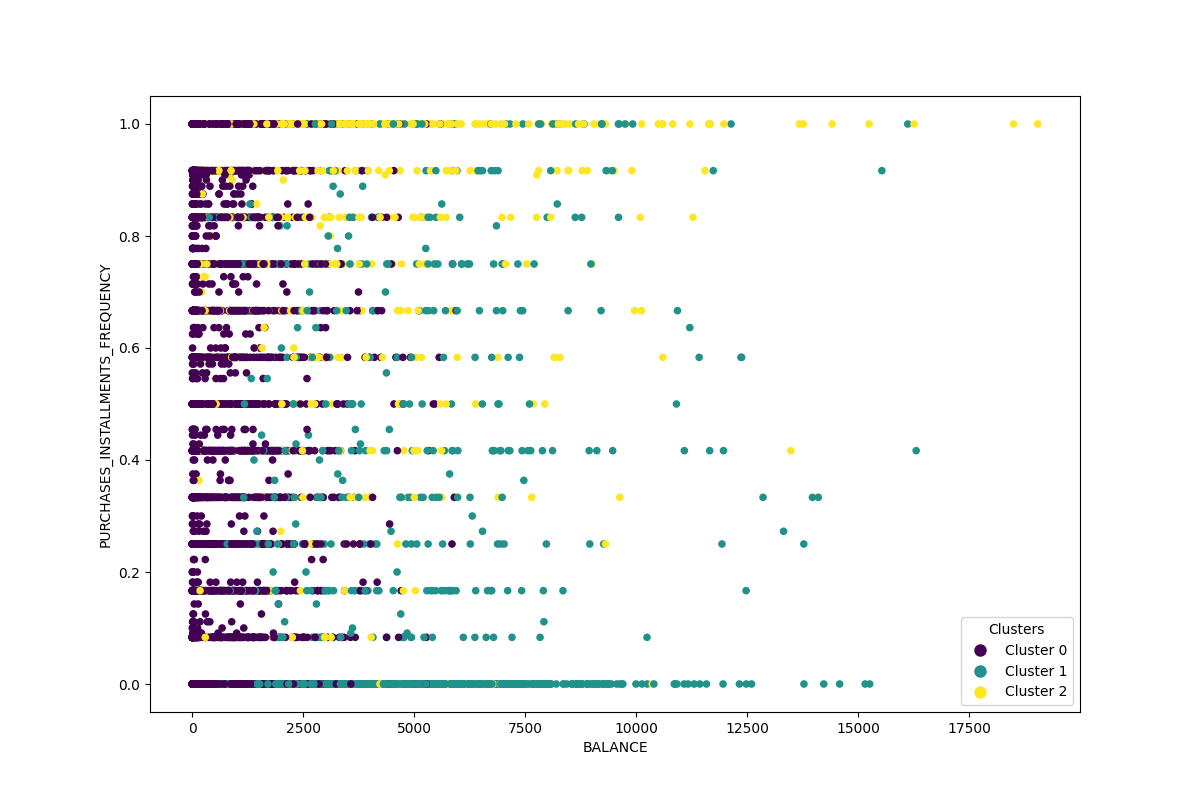 1.0
0.8
0.6
0.4
0.2
0.0
PURCHASES_INSTALLMENTS_FREQUENCY
Clusters
Cluster 0
Cluster 1
Cluster 2
0 2500 5000 7500 10000 12500 15000 17500
BALANCE